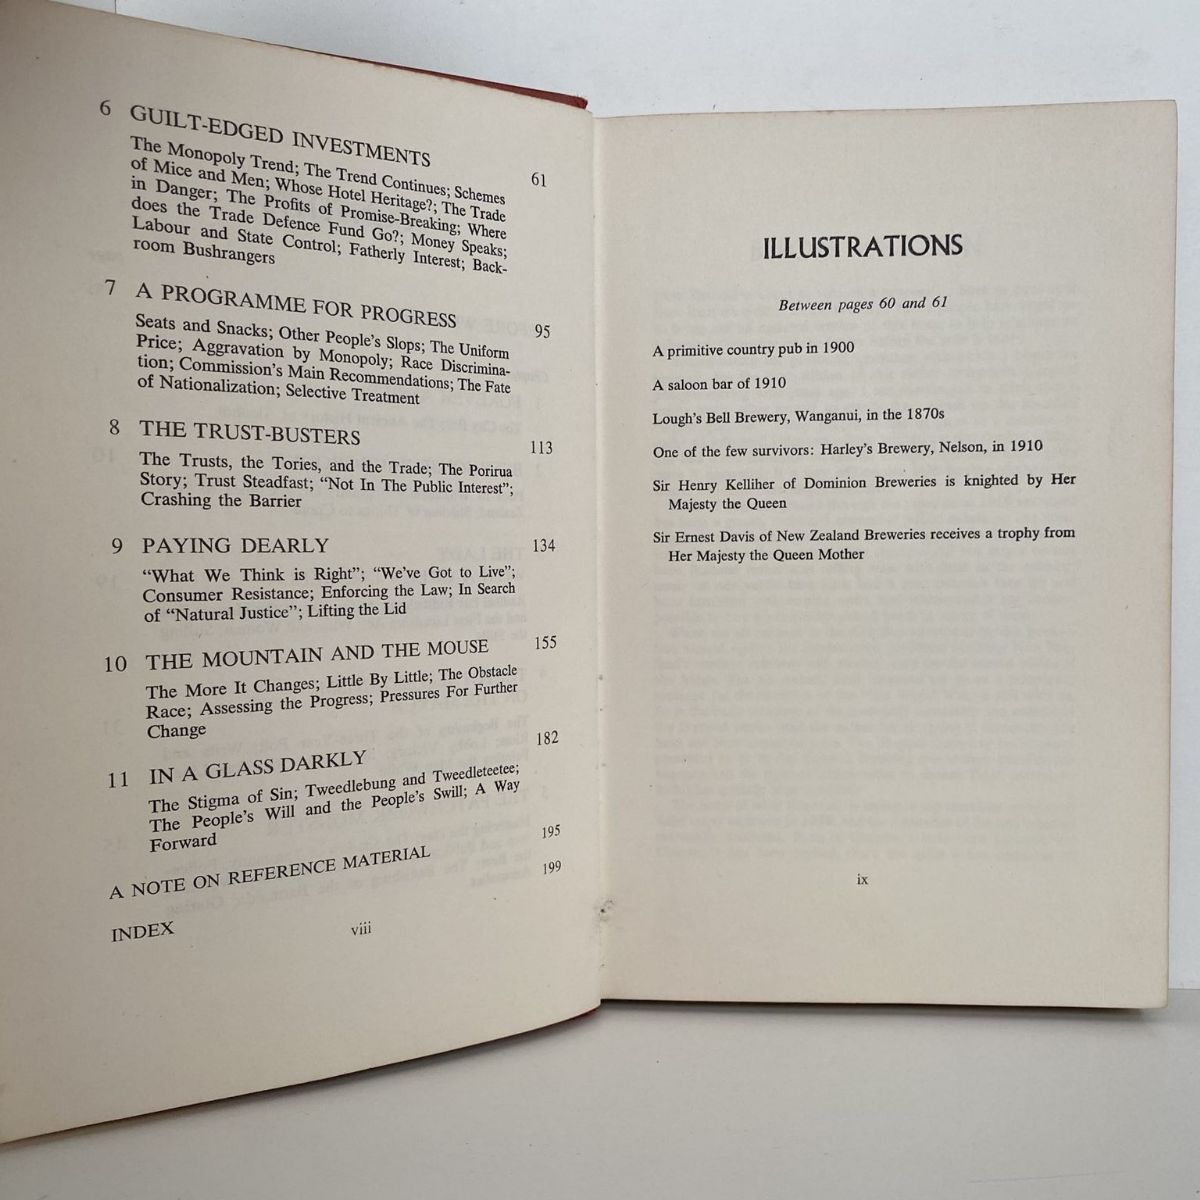 6 GUILT-EDGED INVESTMENTS 61
The Monopoly Trend; The Trend Continues; Schemes
of Mice and Men; Whose Hotel Heritage?; The Trade
in Danger; The Profits of Promise-Breaking; Where
does the Trade Defence Fund Go?; Money Speaks;
Labour and State Control; Fatherly Interest; Back-
room Bushrangers
7 A PROGRAMME FOR PROGRESS 95
Seats and Snacks; Other People's Slops; The Uniform
Price; Aggravation by Monopoly; Race Discrimina-
tion; Commission's Main Recommendations; The Fate
of Nationalization; Selective Treatment
8 THE TRUST-BUSTERS 113
The Trusts, the Tories, and the Trade; The Porirua
Story; Trust Steadfast; "Not In The Public Interest";
Crashing the Barrier
9 PAYING DEARLY 134
"What We Think is Right"; "We've Got to Live";
Consumer Resistance; Enforcing the Law; In Search
of "Natural Justice"; Lifting the Lid
10 THE MOUNTAIN AND THE MOUSE 155
The More It Changes; Little By Little; The Obstacle
Race; Assessing the Progress; Pressures For Further
Change
11 IN A GLASS DARKLY 182
The Stigma of Sin; Tweedlebung and Tweedleteetee;
The People's Will and the People's Swill; A Way
Forward
A NOTE ON REFERENCE MATERIAL 195
INDEX 199
viii
ILLUSTRATIONS
Between pages 60 and 61
A primitive country pub in 1900
A saloon bar of 1910
Lough's Bell Brewery, Wanganui, in the 1870s
One of the few survivors: Harley's Brewery, Nelson, in 1910
Sir Henry Kelliher of Dominion Breweries is knighted by Her
Majesty the Queen
Sir Ernest Davis of New Zealand Breweries receives a trophy from
Her Majesty the Queen Mother
ix